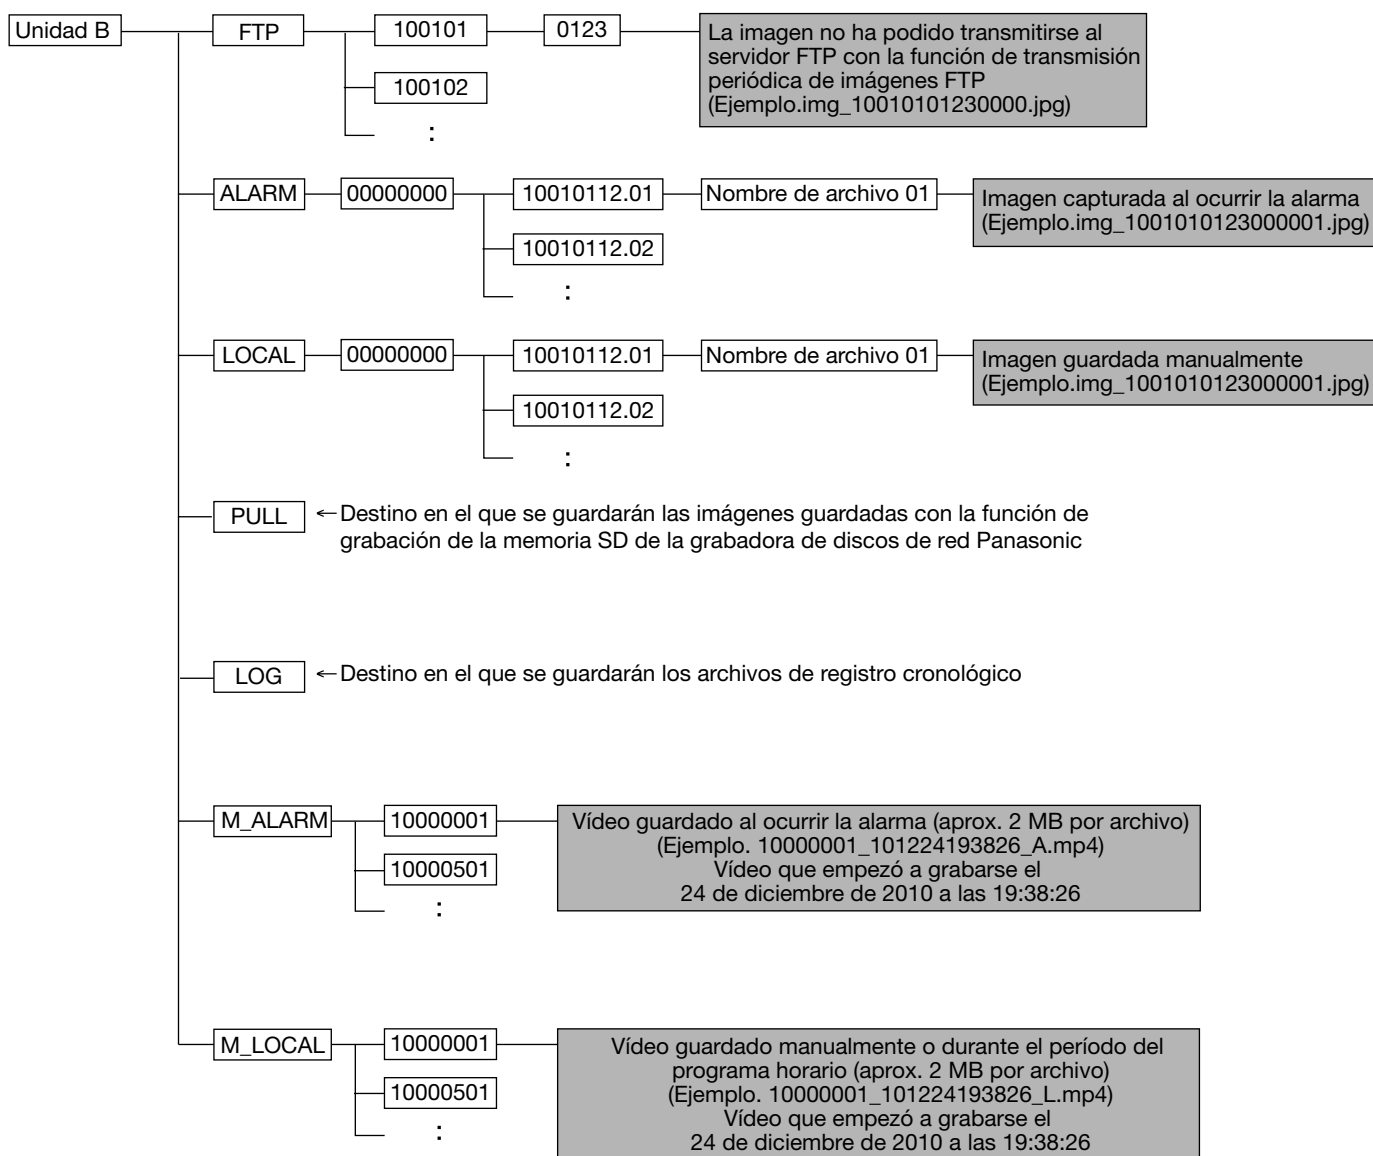 Unidad B
FTP
100101
0123
La imagen no ha podido transmitirse al
servidor FTP con la función de transmisión
periódica de imágenes FTP
(Ejemplo.img_10010101230000.jpg)
100102
:
ALARM
00000000
10010112.01
Nombre de archivo 01
Imagen capturada al ocurrir la alarma
(Ejemplo.img_1001010123000001.jpg)
10010112.02
:
LOCAL
00000000
10010112.01
Nombre de archivo 01
Imagen guardada manualmente
(Ejemplo.img_1001010123000001.jpg)
10010112.02
:
PULL
←Destino en el que se guardarán las imágenes guardadas con la función de
grabación de la memoria SD de la grabadora de discos de red Panasonic
LOG
←Destino en el que se guardarán los archivos de registro cronológico
M_ALARM
10000001
Vídeo guardado al ocurrir la alarma (aprox. 2 MB por archivo)
(Ejemplo. 10000001_101224193826_A.mp4)
Vídeo que empezó a grabarse el
24 de diciembre de 2010 a las 19:38:26
10000501
:
M_LOCAL
10000001
Vídeo guardado manualmente o durante el período del
programa horario (aprox. 2 MB por archivo)
(Ejemplo. 10000001_101224193826_L.mp4)
Vídeo que empezó a grabarse el
24 de diciembre de 2010 a las 19:38:26
10000501
: